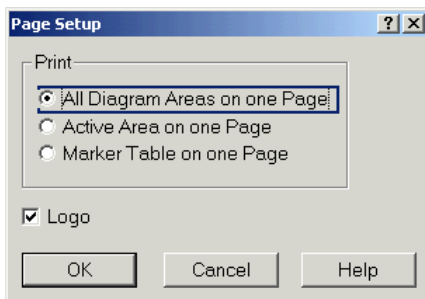 Page Setup
Print
All Diagram Areas on one Page
Active Area on one Page
Marker Table on one Page
Logo
OK Cancel Help